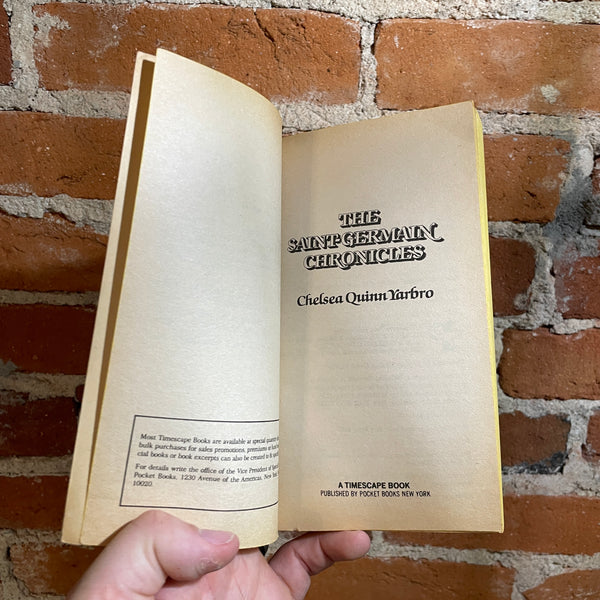 Most Timescape Books are available at special quant
bulk purchases for sales promotions, premiums or fund
cial books or book excerpts can also be created to fit
For details write the office of the Vice President of
Pocket Books, 1230 Avenue of the Americas, New
10020.
THE
SAINT-GERMAIN
CHRONICLES
Chelsea Quinn Yarbro
A TIMESCAPE BOOK
PUBLISHED BY POCKET BOOKS NEW YORK